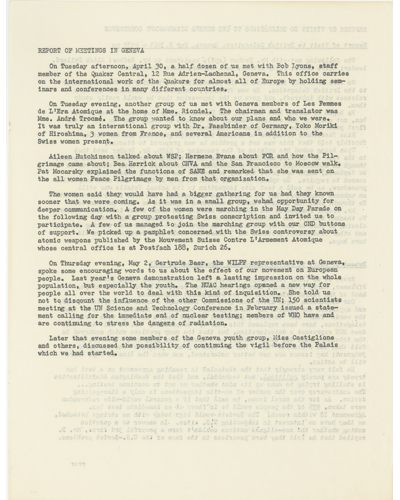 REPORT OF MEETINGS IN GENEVA
On Tuesday afternoon, April 30, a half dozen of us met with Bob Lyons, staff
member of the Quaker Central, 12 Rue Adrien-Lachenal, Geneva. This office carries
on the international work of the Quakers for almost all of Europe by holding sem-
inars and conferences in many different countries.
On Tuesday evening, another group of us met with Geneva members of Les Femmes
de L'Ere Atomique at the home of Mme. Riondel. The chairman and translator was
Mme. André Trocmé. The group wanted to know about our plans and who we were.
It was truly an international group with Dr. Fassbinder of Germany, Yoko Moriki
of Hiroshima, 3 women from France, and several Americans in addition to the
Swiss women present.
Aileen Hutchinson talked about WSP; Hermene Evans about FOR and how the Pil-
grimage came about; Bea Herrick about CNVA and the San Francisco to Moscow walk.
Pat McCarsky explained the functions of SANE and remarked that she was sent on
the all women Peace Pilgrimage by men from that organization.
The women said they would have had a bigger gathering for us had they known
sooner that we were coming. As it was in a small group, we had opportunity for
deeper communication. A few of the women were marching in the May Day Parade on
the following day with a group protesting Swiss conscription and invited us to
participate. A few of us managed to join the marching group with our CND buttons
of support. We picked up a pamphlet concerned with the Swiss controversy about
atomic weapons published by the Mouvement Suisse Contre L'Armement Atomique
whose central office is at Postfach 188, Zurich 26.
On Thursday evening, May 2, Gertrude Baer, the WILPF representative at Geneva,
spoke some encouraging words to us about the effect of our movement on European
people. Last year's Geneva demonstration left a lasting impression on the whole
population, but especially the youth. The HUAC hearings opened a new way for
people all over the world to deal with this kind of inquisition. She told us
not to discount the influence of the other Commissions of the UN; 150 scientists
meeting at the UN Science and Technology Conference in February issued a state-
ment calling for the immediate end of nuclear testing; members of WHO have and
are continuing to stress the dangers of radiation.
Later that evening some members of the Geneva youth group, Miss Castiglione
and others, discussed the possibility of continuing the vigil before the Palais
which we had started.